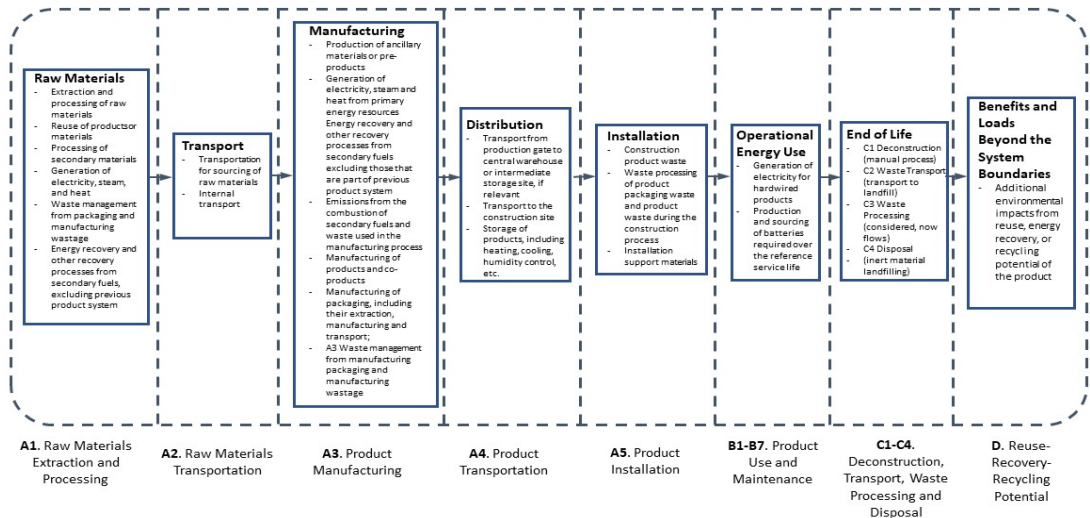 Raw Materials
- Extraction and
processing of raw
materials
- Reuse of products or
materials
- Processing of
secondary materials
- Generation of
electricity, steam,
and heat
- Waste management
from packaging and
manufacturing
wastage
- Energy recovery and
other recovery
processes from
secondary fuels,
excluding previous
product system
Transport
- Transportation
for sourcing of
raw materials
- Internal
transport
Manufacturing
- Production of ancillary
materials or pre-
products
- Generation of
electricity, steam and
heat from primary
energy resources
Energy recovery and
other recovery
processes from
secondary fuels
excluding those that
are part of previous
product system
- Emissions from the
combustion of
secondary fuels and
waste used in the
manufacturing process
- Manufacturing of
products and co-
products
- Manufacturing of
packaging, including
their extraction,
manufacturing and
transport;
- A3 Waste management
from manufacturing
packaging and
manufacturing
wastage
Distribution
- Transport from
production gate to
central warehouse
or intermediate
storage site, if
relevant
- Transport to the
construction site
- Storage of
products, including
heating, cooling,
humidity control,
etc.
Installation
- Construction
product waste
- Waste processing
of product
packaging waste
and product
waste during the
construction
process
- Installation
support materials
Operational
Energy Use
- Generation of
electricity for
hardwired
products
- Production
and sourcing
of batteries
required over
the reference
service life
End of Life
- C1 Deconstruction
(manual process)
- C2 Waste Transport
(transport to
landfill)
- C3 Waste
Processing
(considered, now
flows)
- C4 Disposal
- (inert material
landfilling)
Benefits and
Loads
Beyond the
System
Boundaries
- Additional
environmental
impacts from
reuse, energy
recovery, or
recycling
potential of
the product
A1. Raw Materials
Extraction and
Processing
A2. Raw Materials
Transportation
A3. Product
Manufacturing
A4. Product
Transportation
A5. Product
Installation
B1-B7. Product
Use and
Maintenance
C1-C4.
Deconstruction,
Transport, Waste
Processing and
Disposal
D. Reuse-
Recovery-
Recycling
Potential